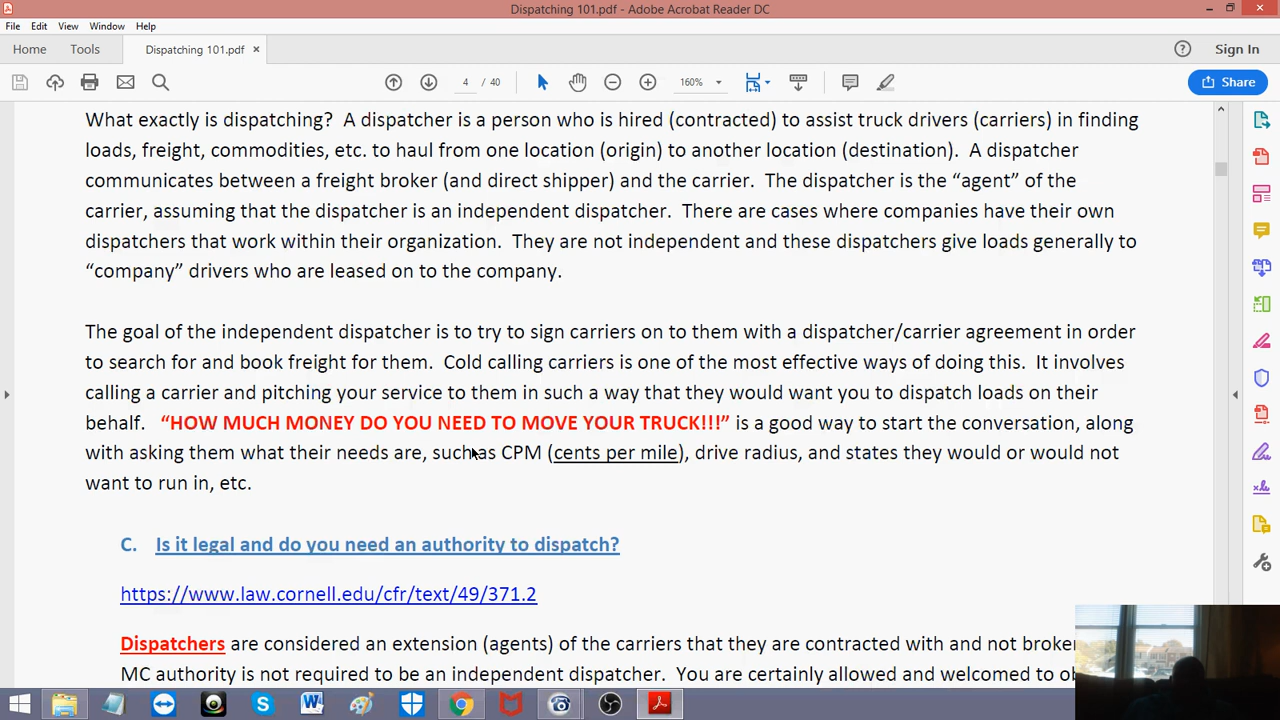 Dispatching 101.pdf - Adobe Acrobat Reader DC
File Edit View Window Help
Home Tools Dispatching 101.pdf × Sign In
4 / 40 160% Share
What exactly is dispatching? A dispatcher is a person who is hired (contracted) to assist truck drivers (carriers) in finding
loads, freight, commodities, etc. to haul from one location (origin) to another location (destination). A dispatcher
communicates between a freight broker (and direct shipper) and the carrier. The dispatcher is the “agent” of the
carrier, assuming that the dispatcher is an independent dispatcher. There are cases where companies have their own
dispatchers that work within their organization. They are not independent and these dispatchers give loads generally to
“company” drivers who are leased on to the company.
The goal of the independent dispatcher is to try to sign carriers on to them with a dispatcher/carrier agreement in order
to search for and book freight for them. Cold calling carriers is one of the most effective ways of doing this. It involves
calling a carrier and pitching your service to them in such a way that they would want you to dispatch loads on their
behalf. “HOW MUCH MONEY DO YOU NEED TO MOVE YOUR TRUCK!!!” is a good way to start the conversation, along
with asking them what their needs are, such as CPM (cents per mile), drive radius, and states they would or would not
want to run in, etc.
C. Is it legal and do you need an authority to dispatch?
https://www.law.cornell.edu/cfr/text/49/371.2
Dispatchers are considered an extension (agents) of the carriers that they are contracted with and not broker
MC authority is not required to be an independent dispatcher. You are certainly allowed and welcomed to ob